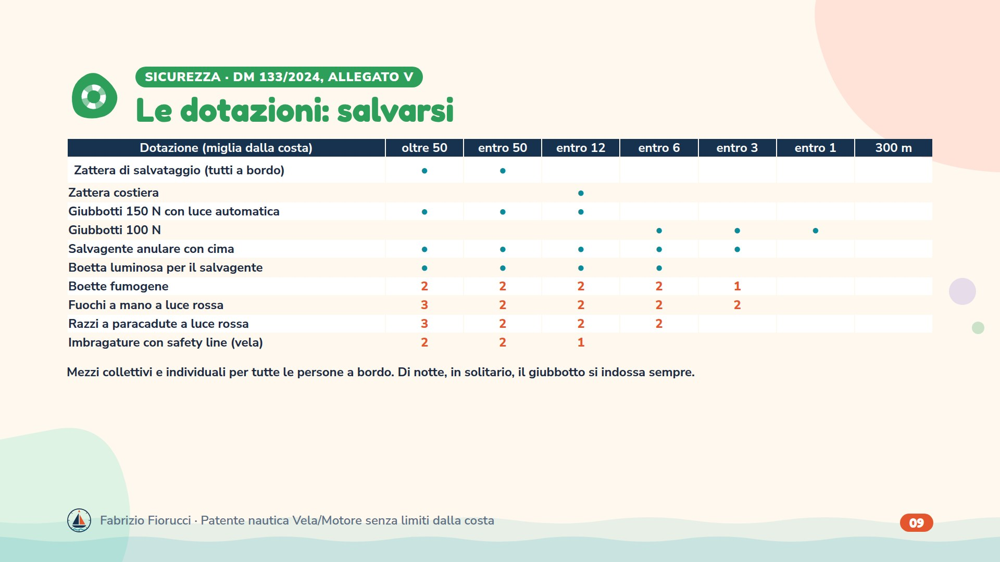 SICUREZZA · DM 133/2024, ALLEGATO V
Le dotazioni: salvarsi
Dotazione (miglia dalla costa) oltre 50 entro 50 entro 12 entro 6 entro 3 entro 1 300 m
Zattera di salvataggio (tutti a bordo) • •
Zattera costiera •
Giubbotti 150 N con luce automatica • • •
Giubbotti 100 N • • •
Salvagente anulare con cima • • • • •
Boetta luminosa per il salvagente • • • •
Boette fumogene 2 2 2 2 1
Fuochi a mano a luce rossa 3 2 2 2 2
Razzi a paracadute a luce rossa 3 2 2 2
Imbragature con safety line (vela) 2 2 1
Mezzi collettivi e individuali per tutte le persone a bordo. Di notte, in solitario, il giubbotto si indossa sempre.
Fabrizio Fiorucci · Patente nautica Vela/Motore senza limiti dalla costa
09